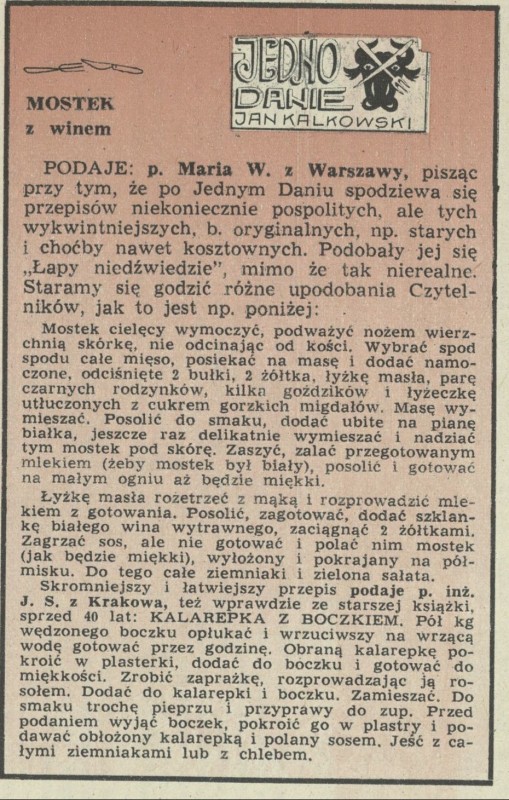 JEDNO
DANIE
JAN KALKOWSKI
MOSTEK
z winem
PODAJE: p. Maria W. z Warszawy, pisząc
przy tym, że po Jednym Daniu spodziewa się
przepisów niekoniecznie pospolitych, ale tych
wykwintniejszych, b. oryginalnych, np. starych
i choćby nawet kosztownych. Podobały jej się
„Łapy niedźwiedzie”, mimo że tak nierealne.
Staramy się godzić różne upodobania Czytel-
ników, jak to jest np. poniżej:
Mostek cielęcy wymoczyć, podważyć nożem wierz-
chnią skórkę, nie odcinając od kości. Wybrać spod
spodu całe mięso, posiekać na masę i dodać namo-
czone, odciśnięte 2 bułki, 2 żółtka, łyżkę masła, parę
czarnych rodzynków, kilka goździków i łyżeczkę
utłuczonych z cukrem gorzkich migdałów. Masę wy-
mieszać. Posolić do smaku, dodać ubite na pianę
białka, jeszcze raz delikatnie wymieszać i nadziać
tym mostek pod skórę. Zaszyć, zalać przegotowanym
mlekiem (żeby mostek był biały), posolić i gotować
na małym ogniu aż będzie miękki.
Łyżkę masła rozetrzeć z mąką i rozprowadzić mle-
kiem z gotowania. Posolić, zagotować, dodać szklan-
kę białego wina wytrawnego, zaciągnąć 2 żółtkami.
Zagrzać sos, ale nie gotować i polać nim mostek
(jak będzie miękki), wyłożony i pokrajany na pół-
misku. Do tego całe ziemniaki i zielona sałata.
Skromniejszy i łatwiejszy przepis podaje p. inż.
J. S. z Krakowa, też wprawdzie ze starszej książki,
sprzed 40 lat: KALAREPKA Z BOCZKIEM. Pół kg
wędzonego boczku opłukać i wrzuciwszy na wrzącą
wodę gotować przez godzinę. Obraną kalarepkę po-
kroić w plasterki, dodać do boczku i gotować do
miękkości. Zrobić zaprażkę, rozprowadzając ją ro-
sołem. Dodać do kalarepki i boczku. Zamieszać. Do
smaku trochę pieprzu i przyprawy do zup. Przed
podaniem wyjąć boczek, pokroić go w plastry i po-
dawać obłożony kalarepką i polany sosem. Jeść z ca-
łymi ziemniakami lub z chlebem.